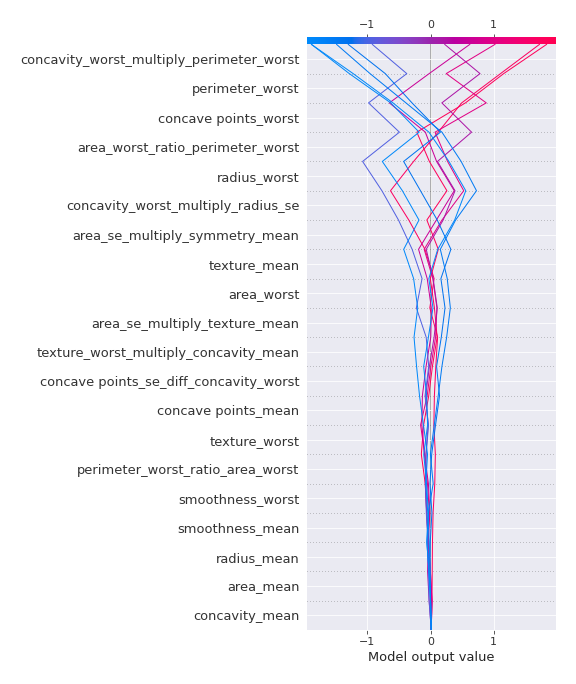 −1 0 1
concavity_worst_multiply_perimeter_worst
perimeter_worst
concave points_worst
area_worst_ratio_perimeter_worst
radius_worst
concavity_worst_multiply_radius_se
area_se_multiply_symmetry_mean
texture_mean
area_worst
area_se_multiply_texture_mean
texture_worst_multiply_concavity_mean
concave points_se_diff_concavity_worst
concave points_mean
texture_worst
perimeter_worst_ratio_area_worst
smoothness_worst
smoothness_mean
radius_mean
area_mean
concavity_mean
−1 0 1
Model output value